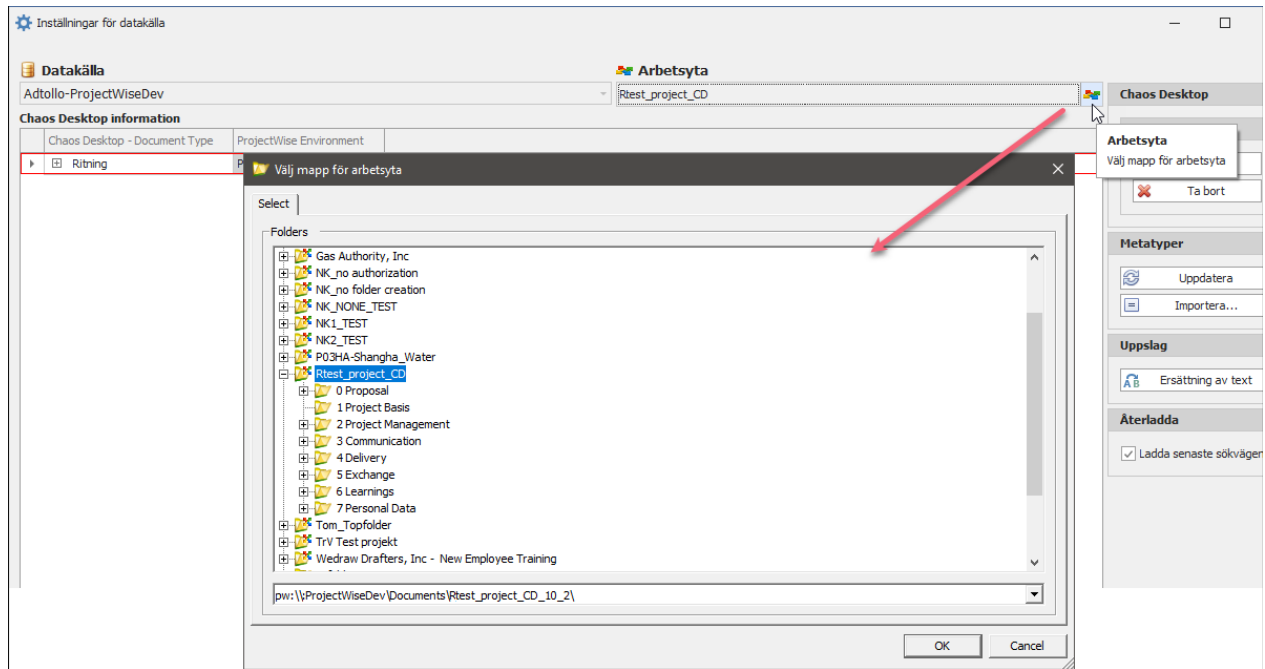 Inställningar för datakälla
Datakälla
Arbetsyta
Adtollo-ProjectWiseDev
Rtest_project_CD
Chaos Desktop
Chaos Desktop information
Chaos Desktop - Document Type
ProjectWise Environment
Ritning
P
Arbetsyta
Välj mapp för arbetsyta
Ta bort
Välj mapp för arbetsyta
Select
Folders
Gas Authority, Inc
NK_no authorization
NK_no folder creation
NK_NONE_TEST
NK1_TEST
NK2_TEST
P03HA-Shangha_Water
Rtest_project_CD
0 Proposal
1 Project Basis
2 Project Management
3 Communication
4 Delivery
5 Exchange
6 Learnings
7 Personal Data
Tom_Topfolder
TrV Test projekt
Wedraw Drafters, Inc - New Employee Training
pw:\\ProjectWiseDev\Documents\Rtest_project_CD_10_2\
OK
Cancel
Metatyper
Uppdatera
Importera...
Uppslag
A B
Ersättning av text
Återladda
Ladda senaste sökvägen